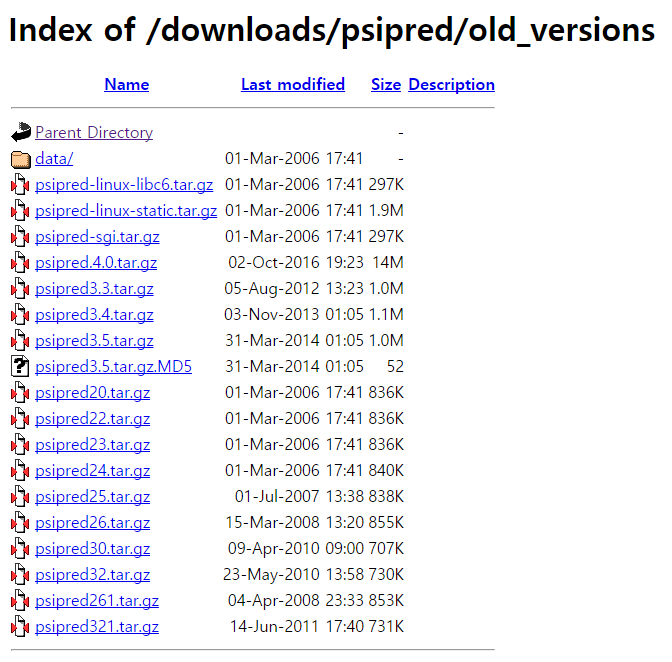 Index of /downloads/psipred/old_versions
Name Last modified Size Description
Parent Directory -
data/ 01-Mar-2006 17:41 -
psipred-linux-libc6.tar.gz 01-Mar-2006 17:41 297K
psipred-linux-static.tar.gz 01-Mar-2006 17:41 1.9M
psipred-sgi.tar.gz 01-Mar-2006 17:41 297K
psipred.4.0.tar.gz 02-Oct-2016 19:23 14M
psipred3.3.tar.gz 05-Aug-2012 13:23 1.0M
psipred3.4.tar.gz 03-Nov-2013 01:05 1.1M
psipred3.5.tar.gz 31-Mar-2014 01:05 1.0M
psipred3.5.tar.gz.MD5 31-Mar-2014 01:05 52
psipred20.tar.gz 01-Mar-2006 17:41 836K
psipred22.tar.gz 01-Mar-2006 17:41 836K
psipred23.tar.gz 01-Mar-2006 17:41 836K
psipred24.tar.gz 01-Mar-2006 17:41 840K
psipred25.tar.gz 01-Jul-2007 13:38 838K
psipred26.tar.gz 15-Mar-2008 13:20 855K
psipred30.tar.gz 09-Apr-2010 09:00 707K
psipred32.tar.gz 23-May-2010 13:58 730K
psipred261.tar.gz 04-Apr-2008 23:33 853K
psipred321.tar.gz 14-Jun-2011 17:40 731K